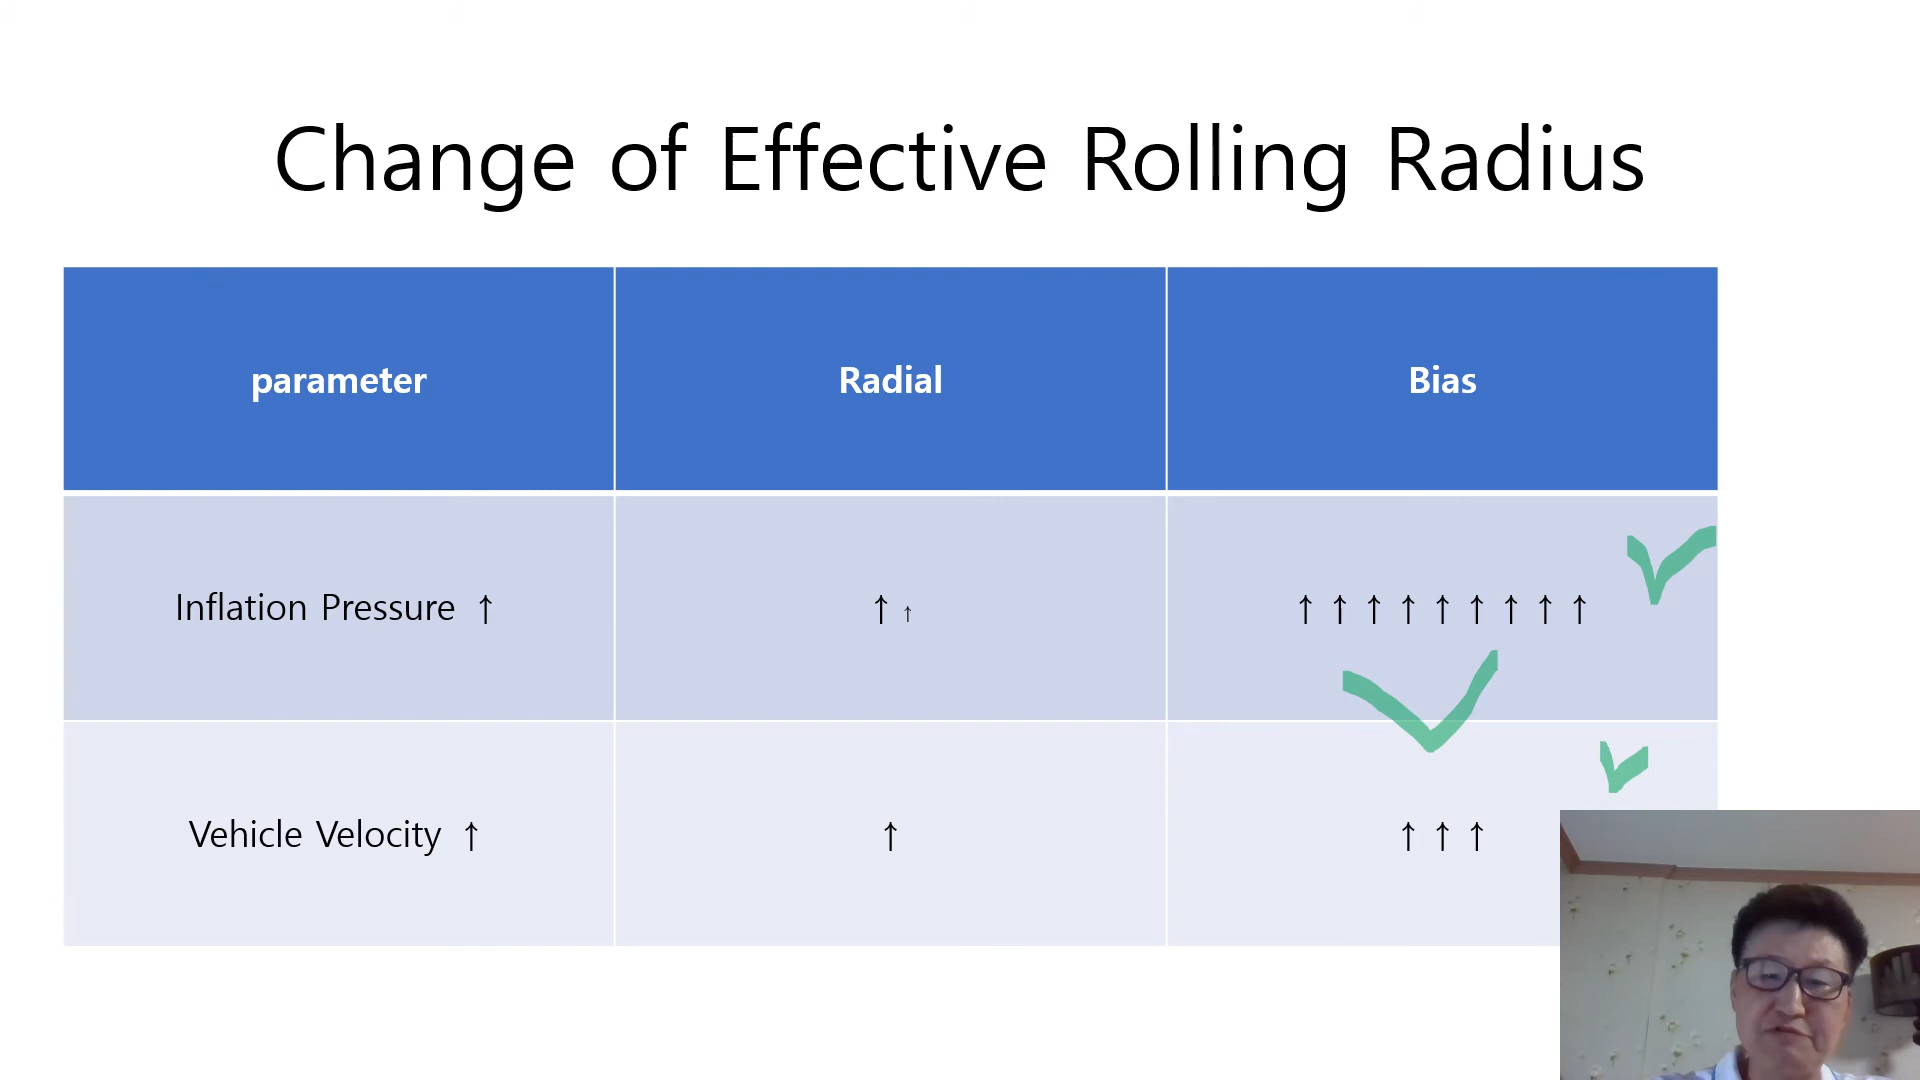 Change of Effective Rolling Radius
parameter Radial Bias
Inflation Pressure ↑ ↑ ↑ ↑ ↑ ↑ ↑ ↑ ↑ ↑ ↑ ↑
Vehicle Velocity ↑ ↑ ↑ ↑ ↑